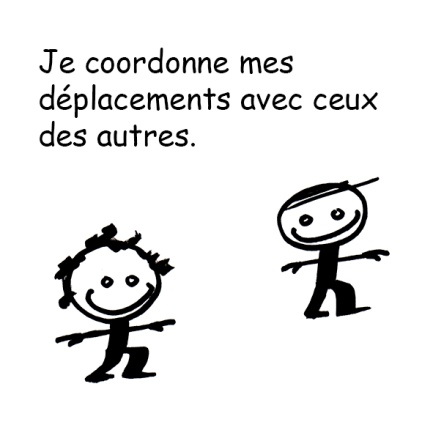 Je coordonne mes
déplacements avec ceux
des autres.